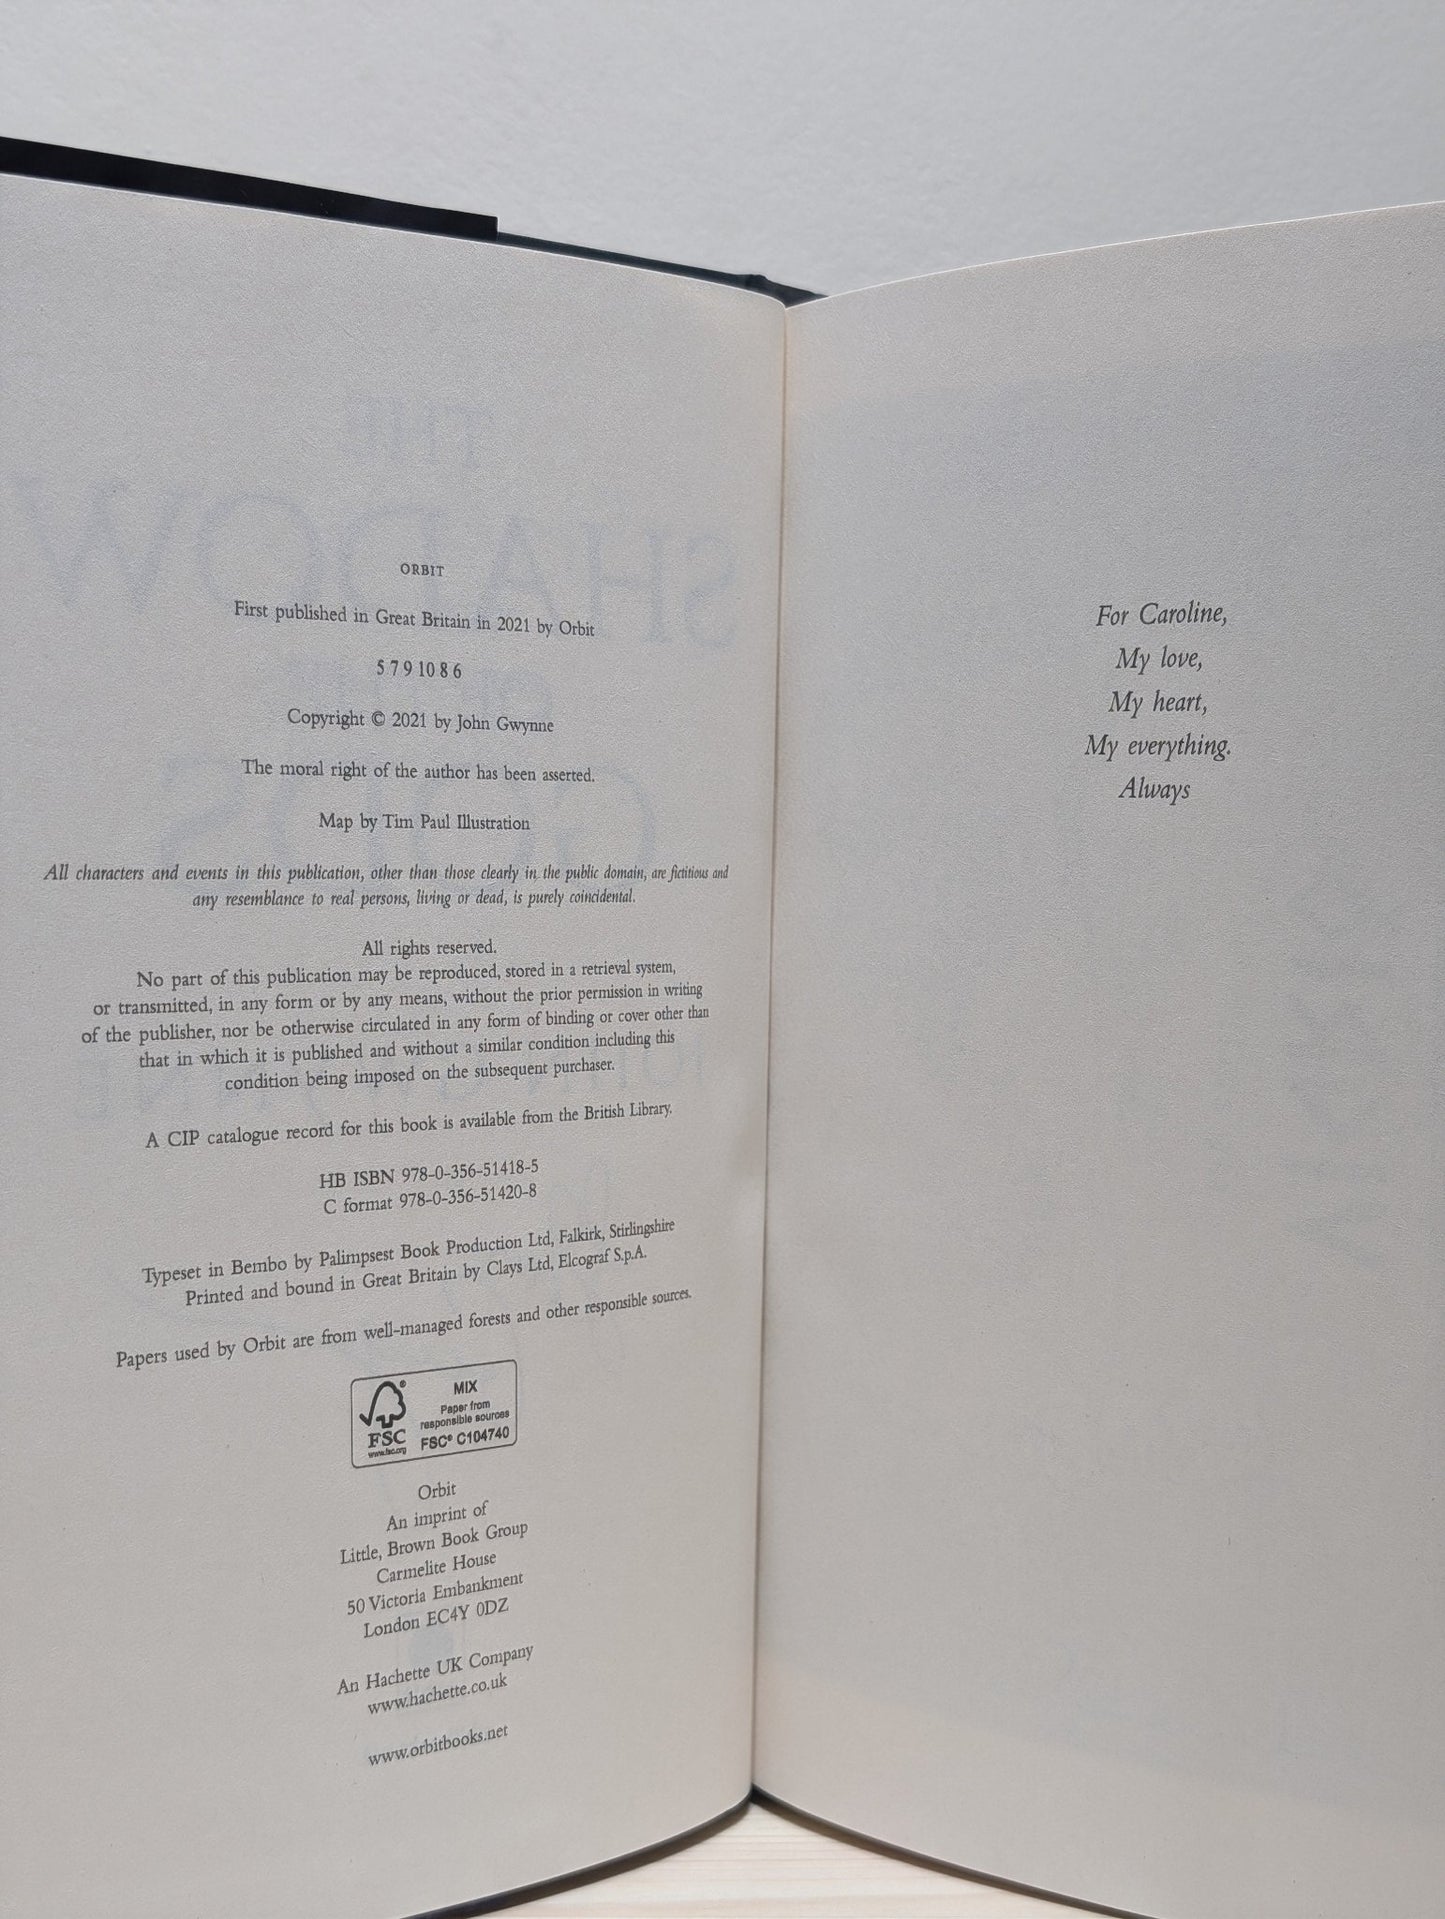 ORBIT
First published in Great Britain in 2021 by Orbit
5 7 9 10 8 6
Copyright © 2021 by John Gwynne
The moral right of the author has been asserted.
Map by Tim Paul Illustration
All characters and events in this publication, other than those clearly in the public domain, are fictitious and
any resemblance to real persons, living or dead, is purely coincidental.
All rights reserved.
No part of this publication may be reproduced, stored in a retrieval system,
or transmitted, in any form or by any means, without the prior permission in writing
of the publisher, nor be otherwise circulated in any form of binding or cover other than
that in which it is published and without a similar condition including this
condition being imposed on the subsequent purchaser.
A CIP catalogue record for this book is available from the British Library.
HB ISBN 978-0-356-51418-5
C format 978-0-356-51420-8
Typeset in Bembo by Palimpsest Book Production Ltd, Falkirk, Stirlingshire
Printed and bound in Great Britain by Clays Ltd, Elcograf S.p.A.
Papers used by Orbit are from well-managed forests and other responsible sources.
MIX
Paper from
responsible sources
FSC® C104740
FSC
www.fsc.org
Orbit
An imprint of
Little, Brown Book Group
Carmelite House
50 Victoria Embankment
London EC4Y 0DZ
An Hachette UK Company
www.hachette.co.uk
www.orbitbooks.net
For Caroline,
My love,
My heart,
My everything.
Always